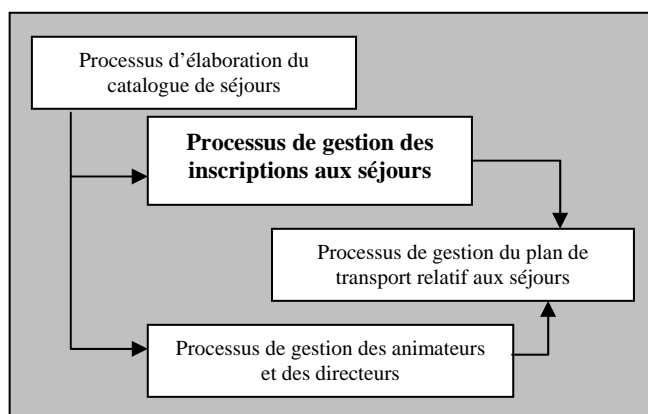 Processus d’élaboration du
catalogue de séjours
Processus de gestion des
inscriptions aux séjours
Processus de gestion du plan de
transport relatif aux séjours
Processus de gestion des animateurs
et des directeurs